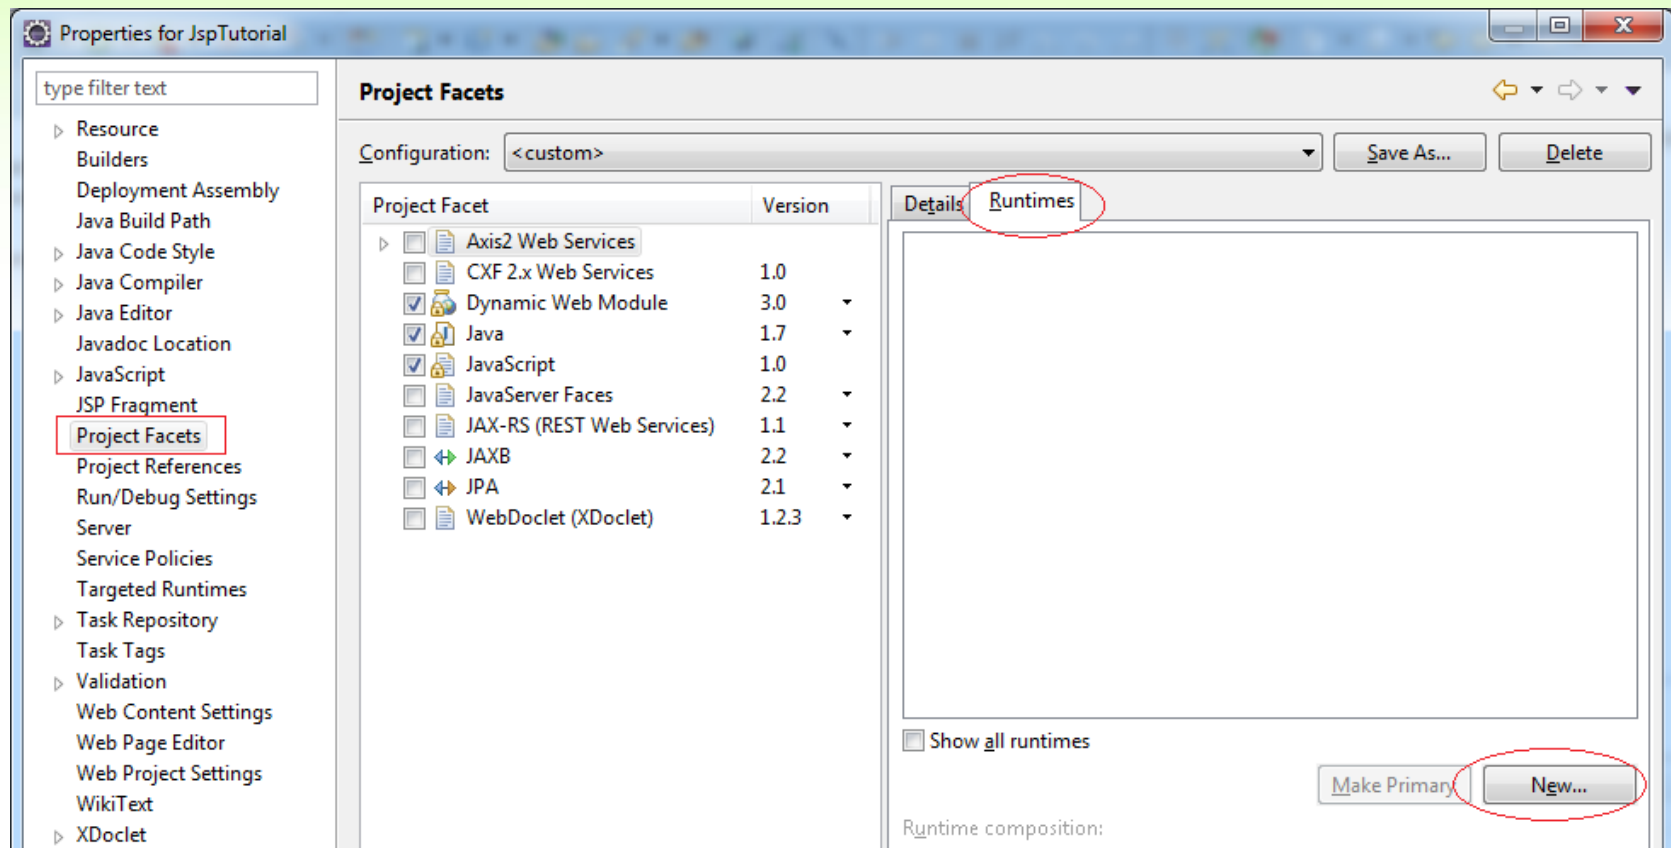 Properties for JspTutorial
type filter text
Resource
Builders
Deployment Assembly
Java Build Path
Java Code Style
Java Compiler
Java Editor
Javadoc Location
JavaScript
JSP Fragment
Project Facets
Project References
Run/Debug Settings
Server
Service Policies
Targeted Runtimes
Task Repository
Task Tags
Validation
Web Content Settings
Web Page Editor
Web Project Settings
WikiText
XDoclet
Project Facets
Configuration: <custom> Save As... Delete
Project Facet Version
Axis2 Web Services
CXF 2.x Web Services 1.0
Dynamic Web Module 3.0
Java 1.7
JavaScript 1.0
JavaServer Faces 2.2
JAX-RS (REST Web Services) 1.1
JAXB 2.2
JPA 2.1
WebDoclet (XDoclet) 1.2.3
Details Runtimes
Show all runtimes
Make Primary New...
Runtime composition: